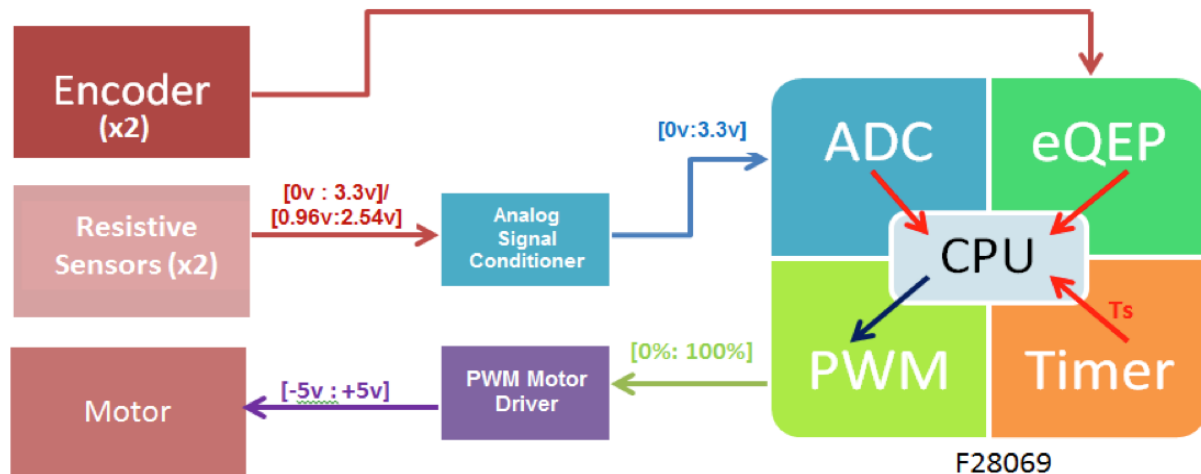 Encoder
(x2)
[0v:3.3v]
ADC
eQEP
[0v : 3.3v]/
[0.96v:2.54v]
Resistive
Sensors (x2)
Analog
Signal
Conditioner
CPU
Ts
[0%: 100%]
PWM
Timer
[-5v : +5v]
PWM Motor
Driver
Motor
F28069